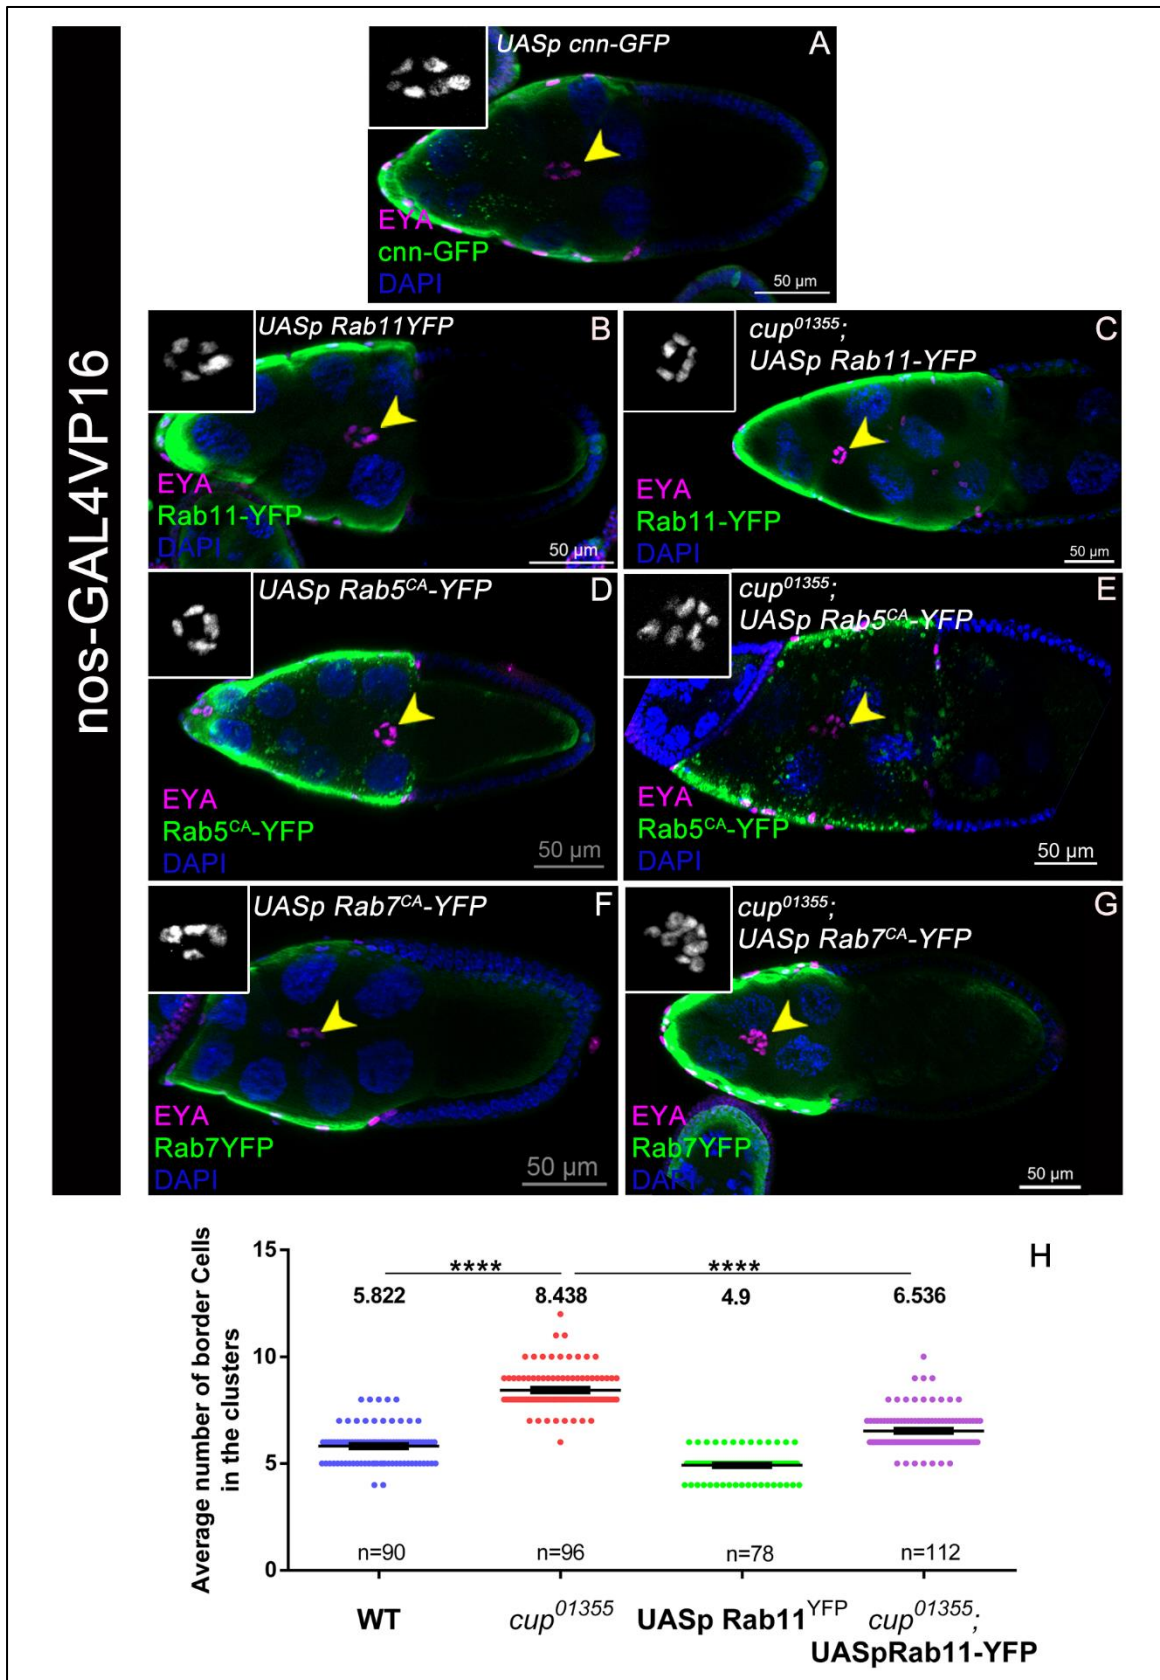 nos-GAL4VP16
UASp cnn-GFP
A
EYA
cnn-GFP
DAPI
50 µm
UASp Rab11YFP
B
EYA
Rab11-YFP
DAPI
50 µm
cup01355;
UASp Rab11-YFP
C
EYA
Rab11-YFP
DAPI
50 µm
UASp Rab5CA-YFP
D
EYA
Rab5CA-YFP
DAPI
50 µm
cup01355;
UASp Rab5CA-YFP
E
EYA
Rab5CA-YFP
DAPI
50 µm
UASp Rab7CA-YFP
F
EYA
Rab7YFP
DAPI
50 µm
cup01355;
UASp Rab7CA-YFP
G
EYA
Rab7YFP
DAPI
50 µm
H
Average number of border Cells
in the clusters
15
10
5
0
**** ****
5.822 8.438 4.9 6.536
n=90 n=96 n=78 n=112
WT cup01355 UASp Rab11YFP cup01355;
UASpRab11-YFP